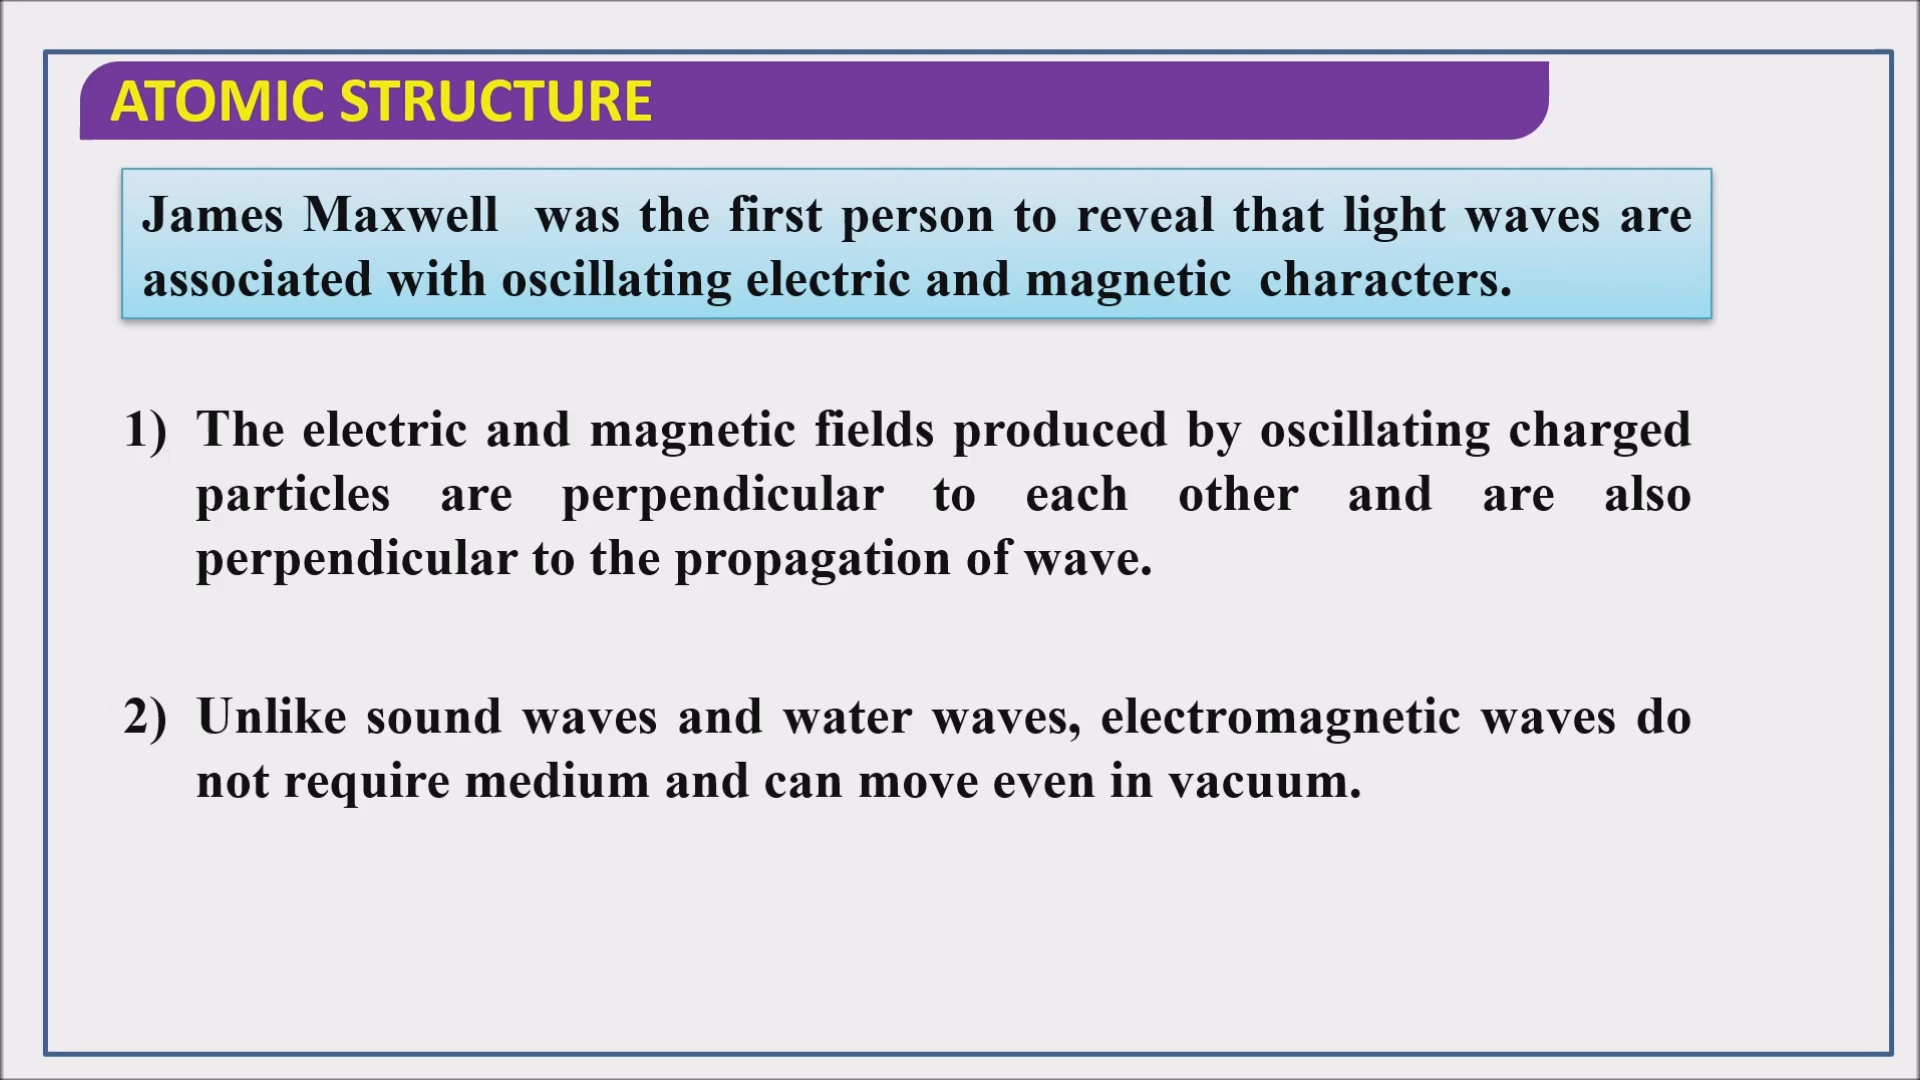 ATOMIC STRUCTURE
James Maxwell was the first person to reveal that light waves are
associated with oscillating electric and magnetic characters.
1) The electric and magnetic fields produced by oscillating charged
particles are perpendicular to each other and are also
perpendicular to the propagation of wave.
2) Unlike sound waves and water waves, electromagnetic waves do
not require medium and can move even in vacuum.